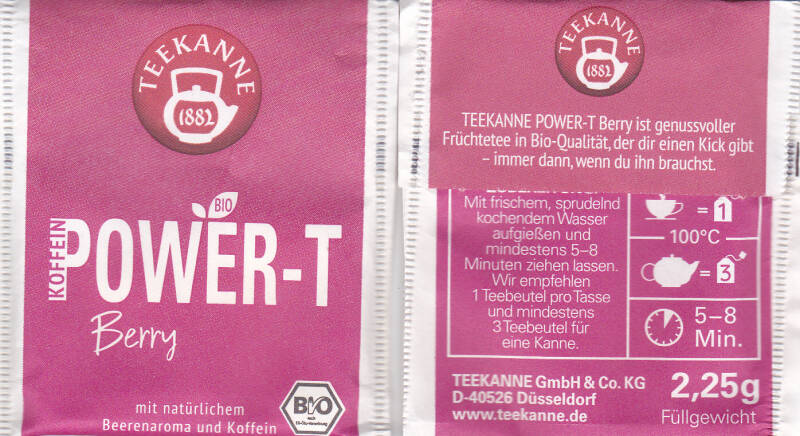 TEEKANNE
1882
BIO
KOFFEIN
POWER-T
Berry
mit natürlichem
Beerenaroma und Koffein
BIO
nach
EG-Öko-Verordnung
TEEKANNE
1882
TEEKANNE POWER-T Berry ist genussvoller
Früchtetee in Bio-Qualität, der dir einen Kick gibt
– immer dann, wenn du ihn brauchst.
Mit frischem, sprudelnd
kochendem Wasser
aufgießen und
mindestens 5–8
Minuten ziehen lassen.
Wir empfehlen
1 Teebeutel pro Tasse
und mindestens
3 Teebeutel für
eine Kanne.
= 1
100°C
= 3
5–8
Min.
TEEKANNE GmbH & Co. KG
D-40526 Düsseldorf
www.teekanne.de
2,25g
Füllgewicht